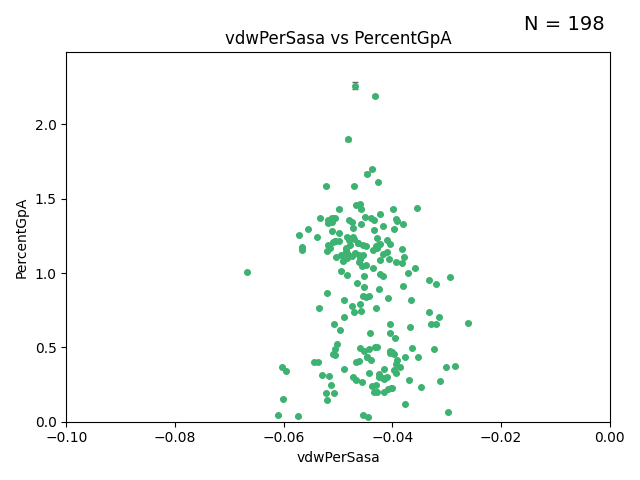 N = 198
vdwPerSasa vs PercentGpA
PercentGpA
2.0
1.5
1.0
0.5
0.0
−0.10 −0.08 −0.06 −0.04 −0.02 0.00
vdwPerSasa